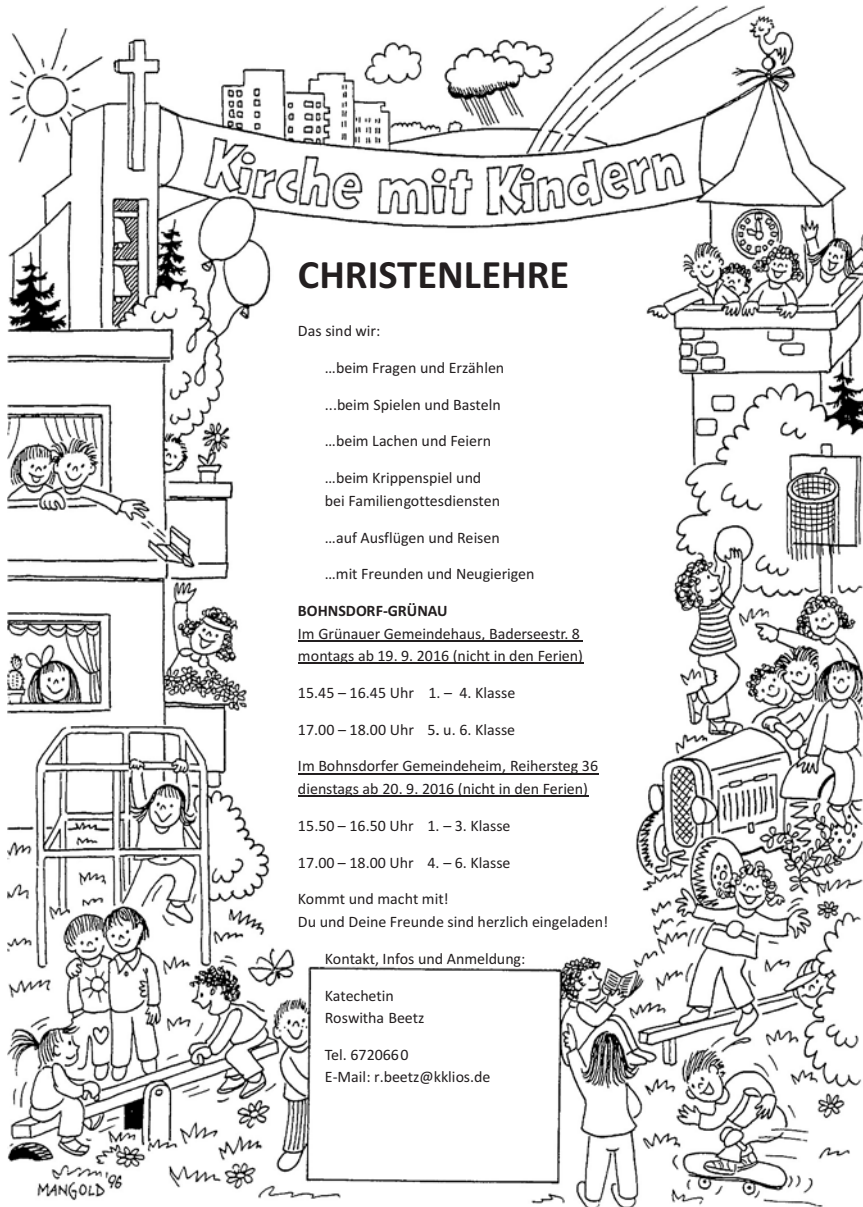 Kirche mit Kindern
CHRISTENLEHRE
Das sind wir:
…beim Fragen und Erzählen
...beim Spielen und Basteln
…beim Lachen und Feiern
…beim Krippenspiel und
bei Familiengottesdiensten
…auf Ausflügen und Reisen
…mit Freunden und Neugierigen
BOHNSDORF-GRÜNAU
Im Grünauer Gemeindehaus, Baderseestr. 8
montags ab 19. 9. 2016 (nicht in den Ferien)
15.45 – 16.45 Uhr 1. – 4. Klasse
17.00 – 18.00 Uhr 5. u. 6. Klasse
Im Bohnsdorfer Gemeindeheim, Reihersteg 36
dienstags ab 20. 9. 2016 (nicht in den Ferien)
15.50 – 16.50 Uhr 1. – 3. Klasse
17.00 – 18.00 Uhr 4. – 6. Klasse
Kommt und macht mit!
Du und Deine Freunde sind herzlich eingeladen!
Kontakt, Infos und Anmeldung:
Katechetin
Roswitha Beetz
Tel. 6720660
E-Mail: r.beetz@kklios.de
MANGOLD '96